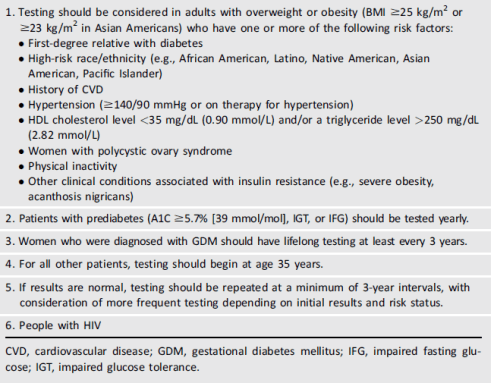 1. Testing should be considered in adults with overweight or obesity (BMI ≥25 kg/m² or
≥23 kg/m² in Asian Americans) who have one or more of the following risk factors:
• First-degree relative with diabetes
• High-risk race/ethnicity (e.g., African American, Latino, Native American, Asian
American, Pacific Islander)
• History of CVD
• Hypertension (≥140/90 mmHg or on therapy for hypertension)
• HDL cholesterol level <35 mg/dL (0.90 mmol/L) and/or a triglyceride level >250 mg/dL
(2.82 mmol/L)
• Women with polycystic ovary syndrome
• Physical inactivity
• Other clinical conditions associated with insulin resistance (e.g., severe obesity,
acanthosis nigricans)
2. Patients with prediabetes (A1C ≥5.7% [39 mmol/mol], IGT, or IFG) should be tested yearly.
3. Women who were diagnosed with GDM should have lifelong testing at least every 3 years.
4. For all other patients, testing should begin at age 35 years.
5. If results are normal, testing should be repeated at a minimum of 3-year intervals, with
consideration of more frequent testing depending on initial results and risk status.
6. People with HIV
CVD, cardiovascular disease; GDM, gestational diabetes mellitus; IFG, impaired fasting glu-
cose; IGT, impaired glucose tolerance.